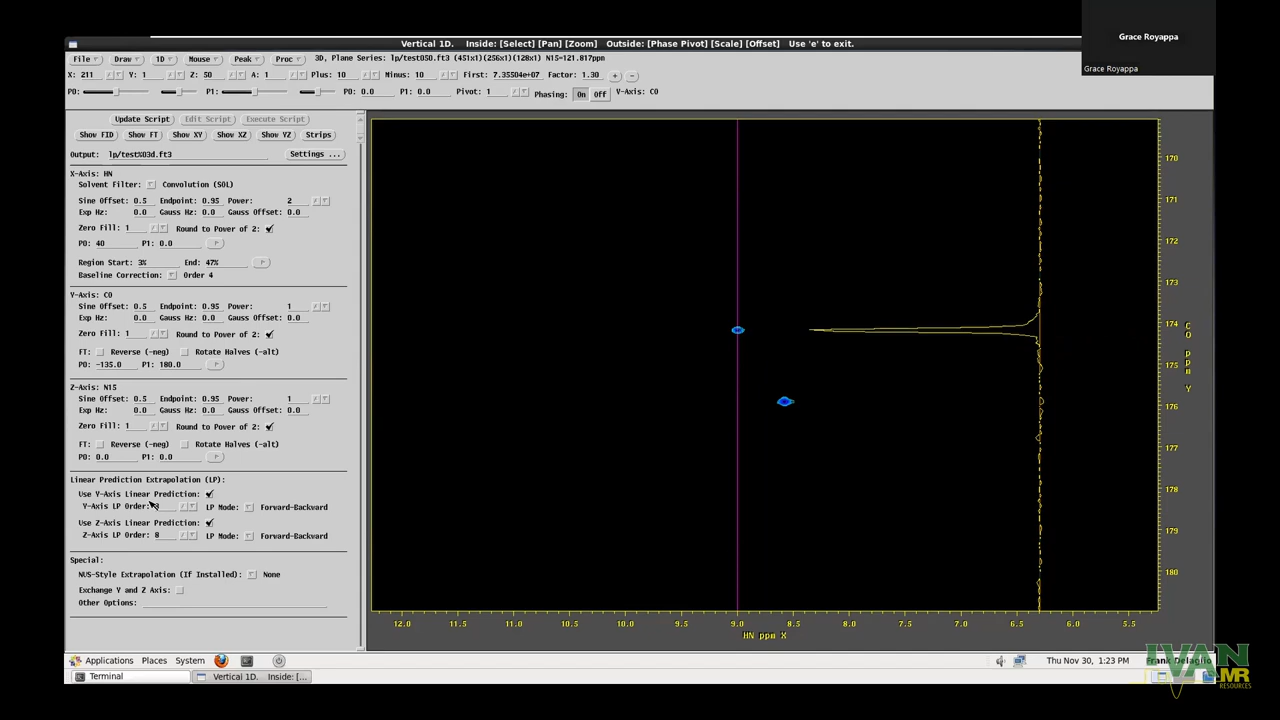 Grace Royappa
Grace Royappa
Vertical 1D. Inside: [Select] [Pan] [Zoom] Outside: [Phase Pivot] [Scale] [Offset] Use 'e' to exit.
File Draw 1D Mouse Peak Proc 3D, Plane Series: lp/test050.ft3 (451x1)(256x1)(128x1) N15=121.817ppm
X: 211 Y: 1 Z: 50 A: 1 Plus: 10 Minus: 10 First: 7.35504e+07 Factor: 1.30 + -
P0: P1: P0: 0.0 P1: 0.0 Pivot: 1 Phasing: On Off V-Axis: CO
Update Script Edit Script Execute Script
Show FID Show FT Show XY Show XZ Show YZ Strips
Output: lp/test%03d.ft3 Settings ...
X-Axis: HN
Solvent Filter: Convolution (SOL)
Sine Offset: 0.5 Endpoint: 0.95 Power: 2
Exp Hz: 0.0 Gauss Hz: 0.0 Gauss Offset: 0.0
Zero Fill: 1 Round to Power of 2:
P0: 40 P1: 0.0
Region Start: 3% End: 47%
Baseline Correction: Order 4
Y-Axis: CO
Sine Offset: 0.5 Endpoint: 0.95 Power: 1
Exp Hz: 0.0 Gauss Hz: 0.0 Gauss Offset: 0.0
Zero Fill: 1 Round to Power of 2:
FT: Reverse (-neg) Rotate Halves (-alt)
P0: -135.0 P1: 180.0
Z-Axis: N15
Sine Offset: 0.5 Endpoint: 0.95 Power: 1
Exp Hz: 0.0 Gauss Hz: 0.0 Gauss Offset: 0.0
Zero Fill: 1 Round to Power of 2:
FT: Reverse (-neg) Rotate Halves (-alt)
P0: 0.0 P1: 0.0
Linear Prediction Extrapolation (LP):
Use Y-Axis Linear Prediction:
Y-Axis LP Order: LP Mode: Forward-Backward
Use Z-Axis Linear Prediction:
Z-Axis LP Order: 8 LP Mode: Forward-Backward
Special:
NUS-Style Extrapolation (If Installed): None
Exchange Y and Z Axis:
Other Options:
170
171
172
173
174
175
176
177
178
179
180
CO ppm Y
12.0 11.5 11.0 10.5 10.0 9.5 9.0 8.5 8.0 7.5 7.0 6.5 6.0 5.5
HN ppm X
Applications Places System Thu Nov 30, 1:23 PM Frank Delaglio
Terminal Vertical 1D. Inside: [...
IVAN
.MR
RESOURCES